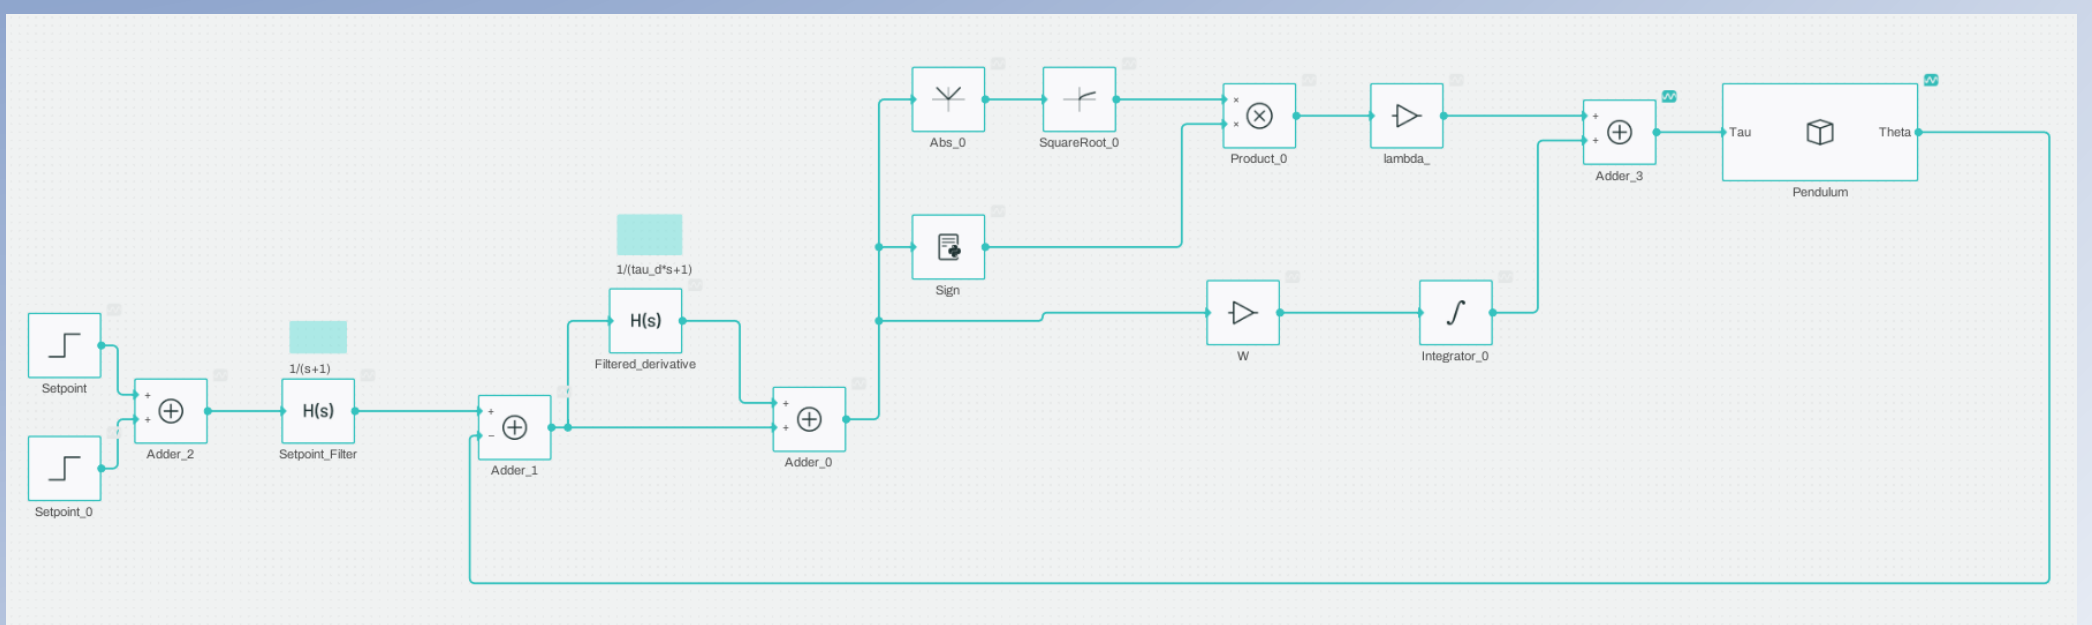 Abs_0
SquareRoot_0
×
×
Product_0
lambda_
+
+
Adder_3
Tau
Theta
Pendulum
Sign
1/(tau_d*s+1)
H(s)
Filtered_derivative
W
Integrator_0
Setpoint
1/(s+1)
+
+
Adder_2
H(s)
Setpoint_Filter
+
−
Adder_1
+
+
Adder_0
Setpoint_0